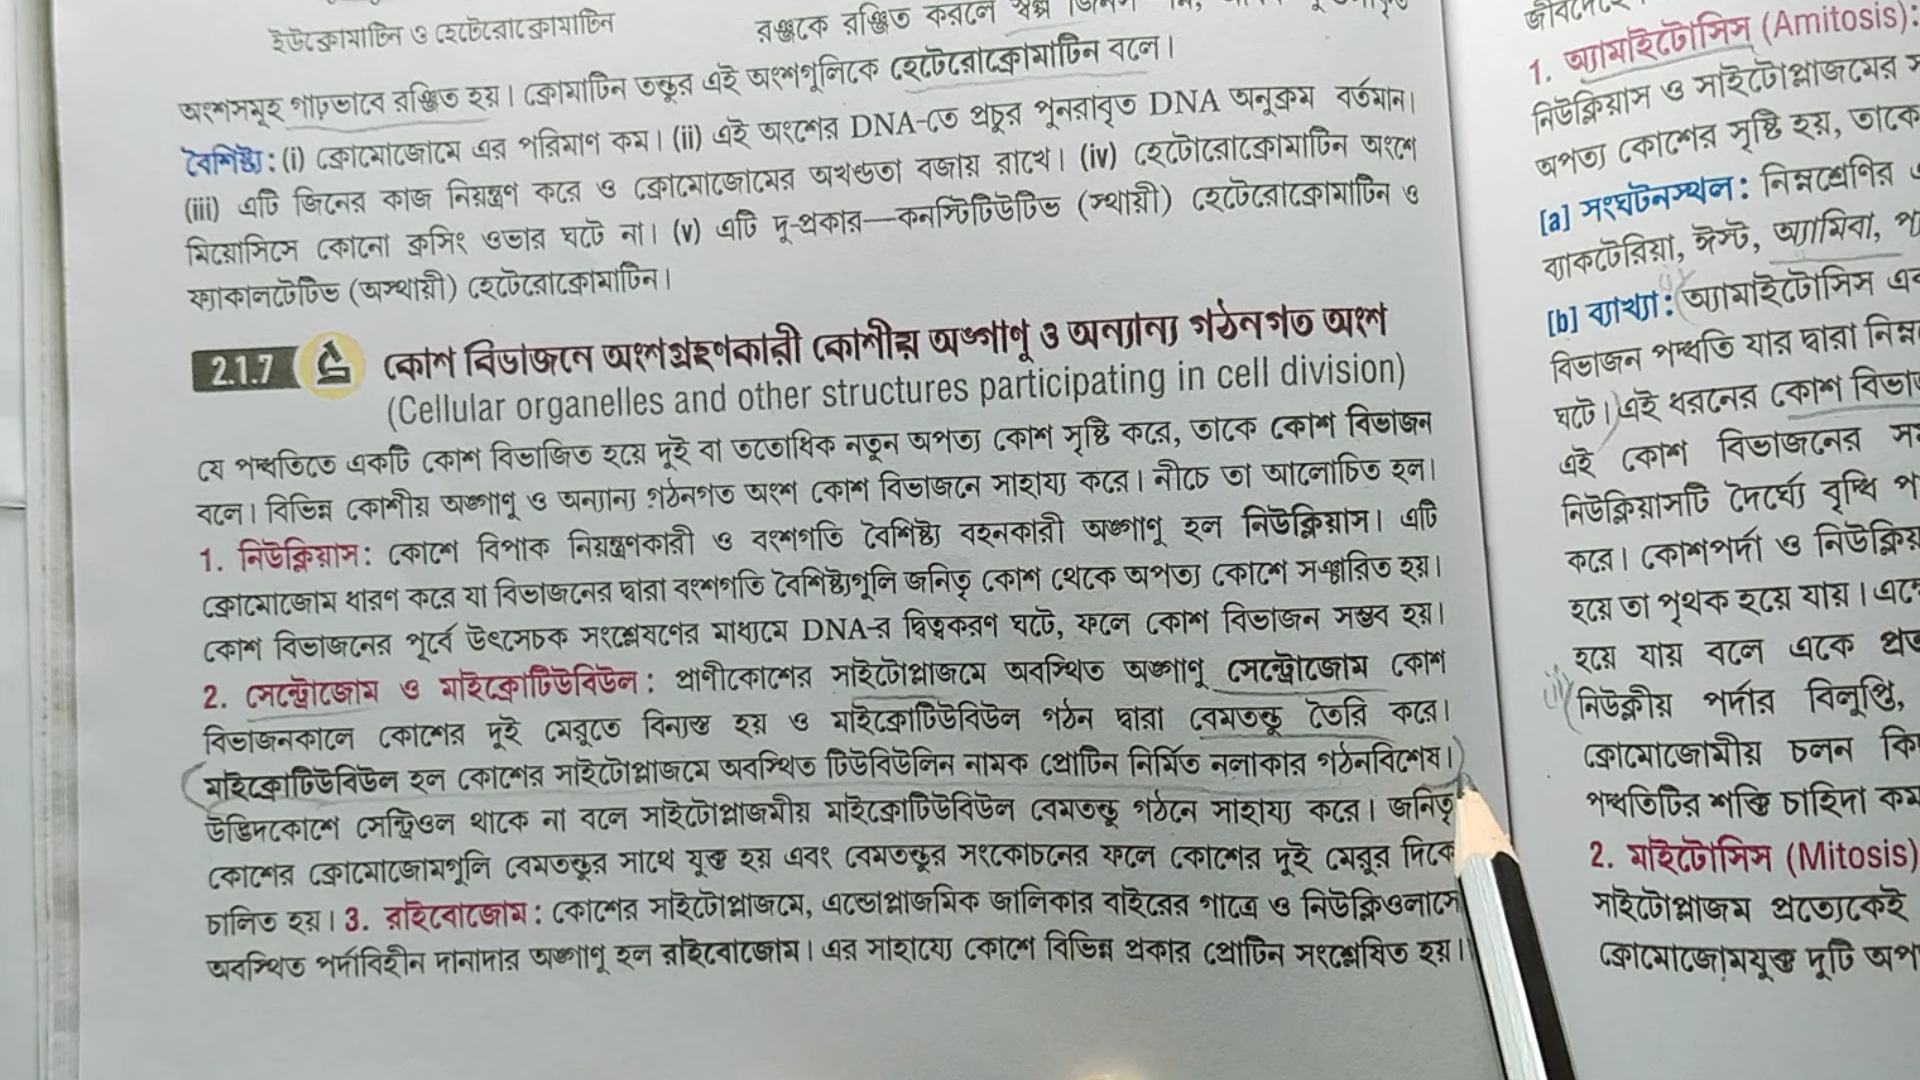 ইউক্রোমাটিন ও হেটেরোক্রোমাটিন
রঞ্জকে রঞ্জিত করলে স্বল্প
অংশসমূহ গাঢ়ভাবে রঞ্জিত হয়। ক্রোমাটিন তন্তুর এই অংশগুলিকে হেটেরোক্রোমাটিন বলে।
বৈশিষ্ট্য: (i) ক্রোমোজোমে এর পরিমাণ কম। (ii) এই অংশের DNA-তে প্রচুর পুনরাবৃত DNA অনুক্রম বর্তমান।
(iii) এটি জিনের কাজ নিয়ন্ত্রণ করে ও ক্রোমোজোমের অখণ্ডতা বজায় রাখে। (iv) হেটোরোক্রোমাটিন অংশে
মিয়োসিসে কোনো ক্রসিং ওভার ঘটে না। (v) এটি দু-প্রকার—কনস্টিটিউটিভ (স্থায়ী) হেটেরোক্রোমাটিন ও
ফ্যাকালটেটিভ (অস্থায়ী) হেটেরোক্রোমাটিন।
2.1.7 কোশ বিভাজনে অংশগ্রহণকারী কোশীয় অঙ্গাণু ও অন্যান্য গঠনগত অংশ
(Cellular organelles and other structures participating in cell division)
যে পদ্ধতিতে একটি কোশ বিভাজিত হয়ে দুই বা ততোধিক নতুন অপত্য কোশ সৃষ্টি করে, তাকে কোশ বিভাজন
বলে। বিভিন্ন কোশীয় অঙ্গাণু ও অন্যান্য গঠনগত অংশ কোশ বিভাজনে সাহায্য করে। নীচে তা আলোচিত হল।
1. নিউক্লিয়াস: কোশে বিপাক নিয়ন্ত্রণকারী ও বংশগতি বৈশিষ্ট্য বহনকারী অঙ্গাণু হল নিউক্লিয়াস। এটি
ক্রোমোজোম ধারণ করে যা বিভাজনের দ্বারা বংশগতি বৈশিষ্ট্যগুলি জনিতৃ কোশ থেকে অপত্য কোশে সঞ্চারিত হয়।
কোশ বিভাজনের পূর্বে উৎসেচক সংশ্লেষণের মাধ্যমে DNA-র দ্বিত্বকরণ ঘটে, ফলে কোশ বিভাজন সম্ভব হয়।
2. সেন্ট্রোজোম ও মাইক্রোটিউবিউল: প্রাণীকোশের সাইটোপ্লাজমে অবস্থিত অঙ্গাণু সেন্ট্রোজোম কোশ
বিভাজনকালে কোশের দুই মেরুতে বিন্যস্ত হয় ও মাইক্রোটিউবিউল গঠন দ্বারা বেমতন্তু তৈরি করে।
মাইক্রোটিউবিউল হল কোশের সাইটোপ্লাজমে অবস্থিত টিউবিউলিন নামক প্রোটিন নির্মিত নলাকার গঠনবিশেষ।
উদ্ভিদকোশে সেন্ট্রিওল থাকে না বলে সাইটোপ্লাজমীয় মাইক্রোটিউবিউল বেমতন্তু গঠনে সাহায্য করে। জনিতৃ
কোশের ক্রোমোজোমগুলি বেমতন্তুর সাথে যুক্ত হয় এবং বেমতন্তুর সংকোচনের ফলে কোশের দুই মেরুর দিকে
চালিত হয়। 3. রাইবোজোম: কোশের সাইটোপ্লাজমে, এন্ডোপ্লাজমিক জালিকার বাইরের গাত্রে ও নিউক্লিওলাসে
অবস্থিত পর্দাবিহীন দানাদার অঙ্গাণু হল রাইবোজোম। এর সাহায্যে কোশে বিভিন্ন প্রকার প্রোটিন সংশ্লেষিত হয়।
1. অ্যামাইটোসিস (Amitosis):
নিউক্লিয়াস ও সাইটোপ্লাজমের
অপত্য কোশের সৃষ্টি হয়, তাকে
[a] সংঘটনস্থল: নিম্নশ্রেণির
ব্যাকটেরিয়া, ঈস্ট, অ্যামিবা,
[b] ব্যাখ্যা: অ্যামাইটোসিস
বিভাজন পদ্ধতি যার দ্বারা
ঘটে। এই ধরনের কোশ
এই কোশ বিভাজনের
নিউক্লিয়াসটি দৈর্ঘ্যে বৃদ্ধি
করে। কোশপর্দা ও
হয়ে তা পৃথক হয়ে যায়।
হয়ে যায় বলে একে
নিউক্লীয় পর্দার বিলুপ্তি,
ক্রোমোজোমীয় চলন
পদ্ধতিটির শক্তি চাহিদা কম
2. মাইটোসিস (Mitosis)
সাইটোপ্লাজম প্রত্যেকেই
ক্রোমোজোমযুক্ত দুটি